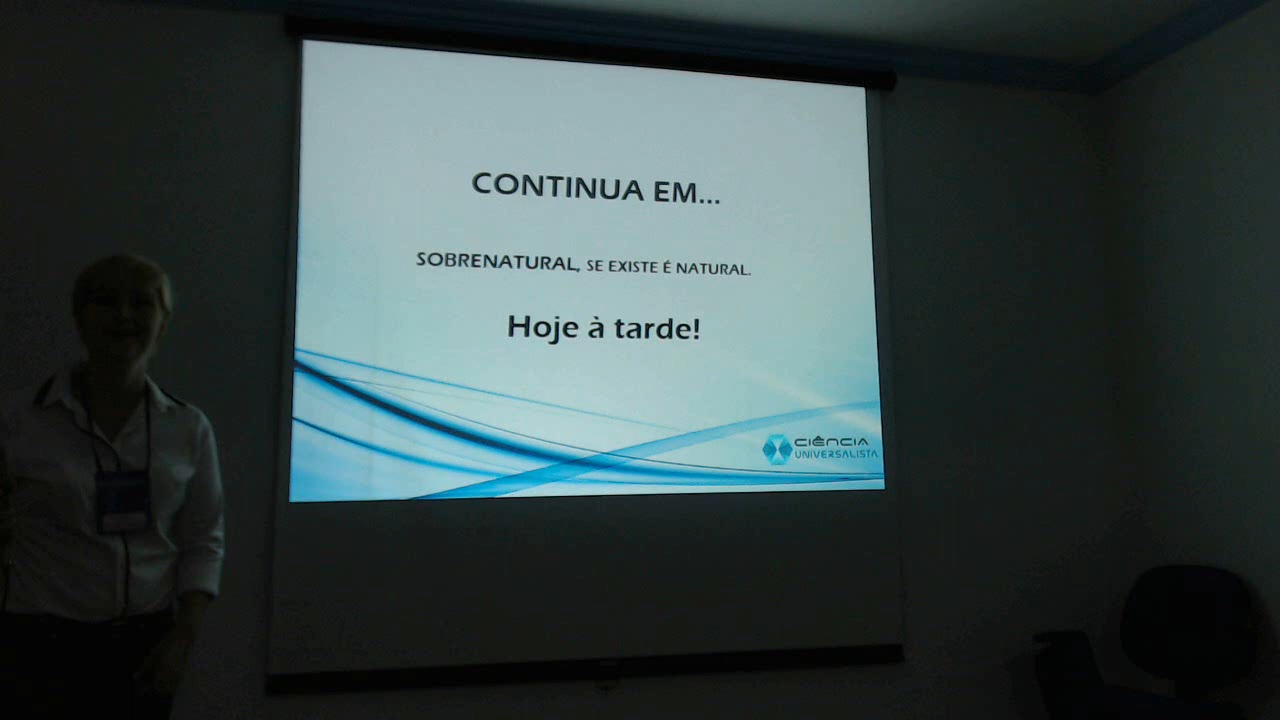 CONTINUA EM...
SOBRENATURAL, SE EXISTE É NATURAL.
Hoje à tarde!
CIÊNCIA
UNIVERSALISTA